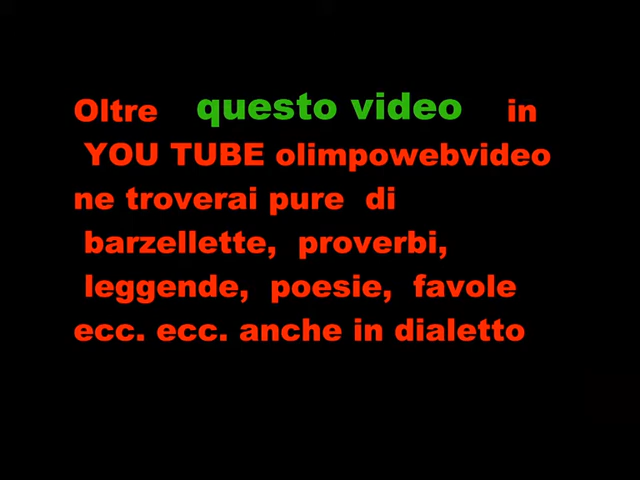 Oltre questo video in
YOU TUBE olimpowebvideo
ne troverai pure di
barzellette, proverbi,
leggende, poesie, favole
ecc. ecc. anche in dialetto